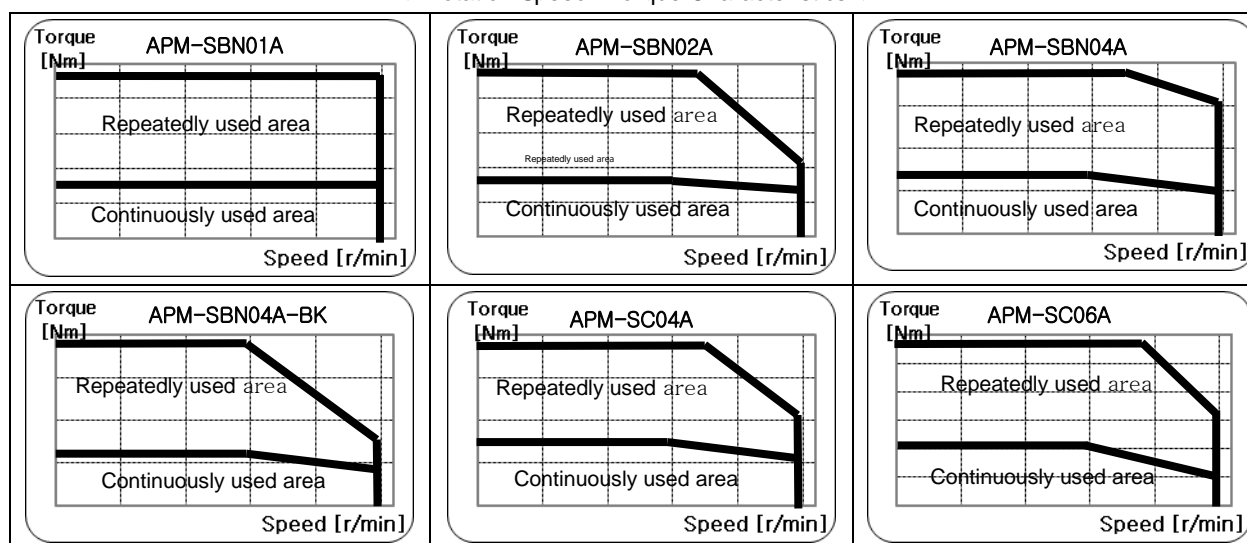 Torque
[Nm]
APM-SBN01A
Repeatedly used area
Continuously used area
Speed [r/min]
Torque
[Nm]
APM-SBN02A
Repeatedly used area
Repeatedly used area
Continuously used area
Speed [r/min]
Torque
[Nm]
APM-SBN04A
Repeatedly used area
Continuously used area
Speed [r/min]
Torque
[Nm]
APM-SBN04A-BK
Repeatedly used area
Continuously used area
Speed [r/min]
Torque
[Nm]
APM-SC04A
Repeatedly used area
Continuously used area
Speed [r/min]
Torque
[Nm]
APM-SC06A
Repeatedly used area
Continuously used area
Speed [r/min]